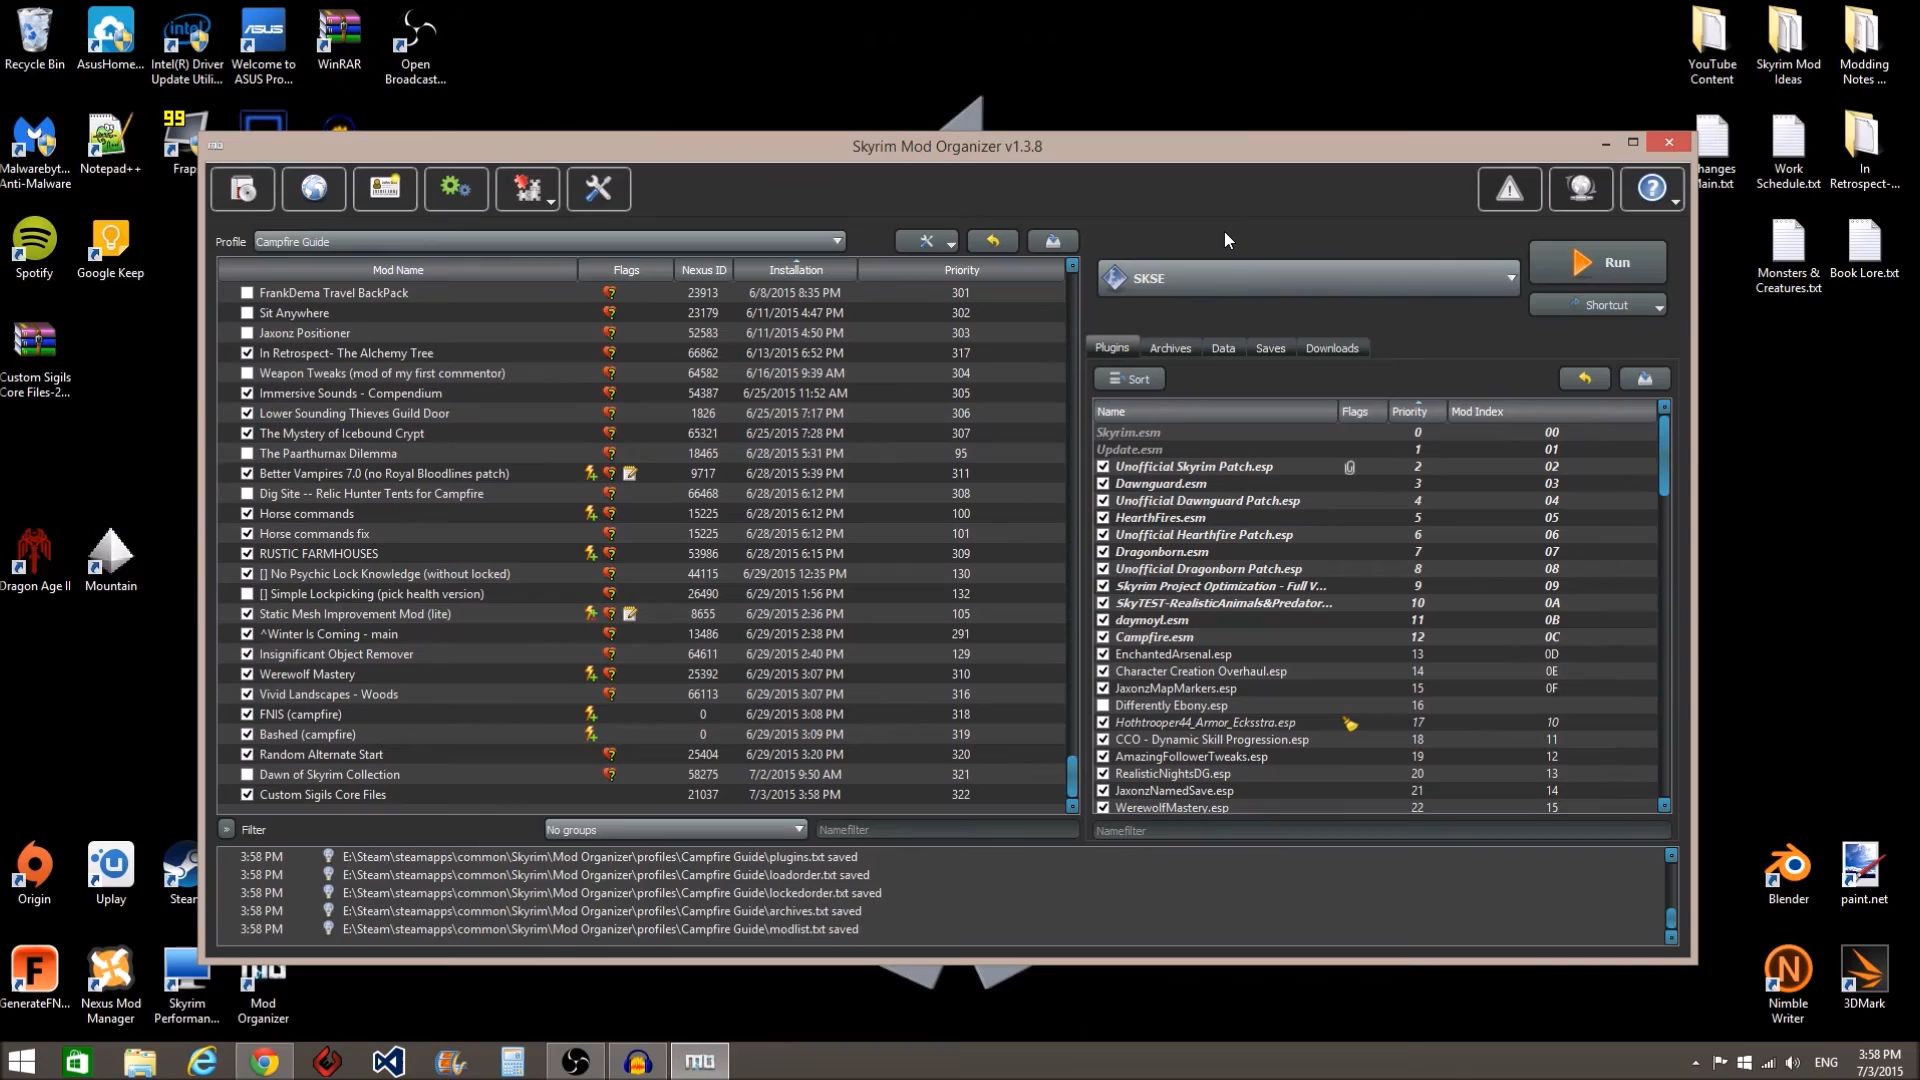 Recycle Bin
AsusHome...
Intel(R) Driver
Update Utili...
Welcome to
ASUS Pro...
WinRAR
Open
Broadcast...
YouTube
Content
Skyrim Mod
Ideas
Modding
Notes ...
Malwarebyt...
Anti-Malware
Notepad++
99
Frap
hanges
Main.txt
Work
Schedule.txt
In
Retrospect-...
Spotify
Google Keep
Monsters &
Creatures.txt
Book Lore.txt
Custom Sigils
Core Files-2...
Dragon Age II
Mountain
Origin
Uplay
Stear
Blender
paint.net
GenerateFN...
Nexus Mod
Manager
Skyrim
Performan...
Mod
Organizer
Nimble
Writer
3DMark
Skyrim Mod Organizer v1.3.8
Profile
Campfire Guide
Mod Name Flags Nexus ID Installation Priority
FrankDema Travel BackPack 23913 6/8/2015 8:35 PM 301
Sit Anywhere 23179 6/11/2015 4:47 PM 302
Jaxonz Positioner 52583 6/11/2015 4:50 PM 303
In Retrospect- The Alchemy Tree 66862 6/13/2015 6:52 PM 317
Weapon Tweaks (mod of my first commentor) 64582 6/16/2015 9:39 AM 304
Immersive Sounds - Compendium 54387 6/25/2015 11:52 AM 305
Lower Sounding Thieves Guild Door 1826 6/25/2015 7:17 PM 306
The Mystery of Icebound Crypt 65321 6/25/2015 7:28 PM 307
The Paarthurnax Dilemma 18465 6/28/2015 5:31 PM 95
Better Vampires 7.0 (no Royal Bloodlines patch) 9717 6/28/2015 5:39 PM 311
Dig Site -- Relic Hunter Tents for Campfire 66468 6/28/2015 6:12 PM 308
Horse commands 15225 6/28/2015 6:12 PM 100
Horse commands fix 15225 6/28/2015 6:12 PM 101
RUSTIC FARMHOUSES 53986 6/28/2015 6:15 PM 309
[] No Psychic Lock Knowledge (without locked) 44115 6/29/2015 12:35 PM 130
[] Simple Lockpicking (pick health version) 26490 6/29/2015 1:56 PM 132
Static Mesh Improvement Mod (lite) 8655 6/29/2015 2:36 PM 105
^Winter Is Coming - main 13486 6/29/2015 2:38 PM 291
Insignificant Object Remover 64611 6/29/2015 2:40 PM 129
Werewolf Mastery 25392 6/29/2015 3:07 PM 310
Vivid Landscapes - Woods 66113 6/29/2015 3:07 PM 316
FNIS (campfire) 0 6/29/2015 3:08 PM 318
Bashed (campfire) 0 6/29/2015 3:09 PM 319
Random Alternate Start 25404 6/29/2015 3:20 PM 320
Dawn of Skyrim Collection 58275 7/2/2015 9:50 AM 321
Custom Sigils Core Files 21037 7/3/2015 3:58 PM 322
» Filter No groups Namefilter
SKSE
Run
Shortcut
Plugins Archives Data Saves Downloads
Sort
Name Flags Priority Mod Index
Skyrim.esm 0 00
Update.esm 1 01
Unofficial Skyrim Patch.esp 2 02
Dawnguard.esm 3 03
Unofficial Dawnguard Patch.esp 4 04
HearthFires.esm 5 05
Unofficial Hearthfire Patch.esp 6 06
Dragonborn.esm 7 07
Unofficial Dragonborn Patch.esp 8 08
Skyrim Project Optimization - Full V... 9 09
SkyTEST-RealisticAnimals&Predator... 10 0A
daymoyl.esm 11 0B
Campfire.esm 12 0C
EnchantedArsenal.esp 13 0D
Character Creation Overhaul.esp 14 0E
JaxonzMapMarkers.esp 15 0F
Differently Ebony.esp 16
Hothtrooper44_Armor_Ecksstra.esp 17 10
CCO - Dynamic Skill Progression.esp 18 11
AmazingFollowerTweaks.esp 19 12
RealisticNightsDG.esp 20 13
JaxonzNamedSave.esp 21 14
WerewolfMastery.esp 22 15
Namefilter
3:58 PM E:\Steam\steamapps\common\Skyrim\Mod Organizer\profiles\Campfire Guide\plugins.txt saved
3:58 PM E:\Steam\steamapps\common\Skyrim\Mod Organizer\profiles\Campfire Guide\loadorder.txt saved
3:58 PM E:\Steam\steamapps\common\Skyrim\Mod Organizer\profiles\Campfire Guide\lockedorder.txt saved
3:58 PM E:\Steam\steamapps\common\Skyrim\Mod Organizer\profiles\Campfire Guide\archives.txt saved
3:58 PM E:\Steam\steamapps\common\Skyrim\Mod Organizer\profiles\Campfire Guide\modlist.txt saved
ENG
3:58 PM
7/3/2015